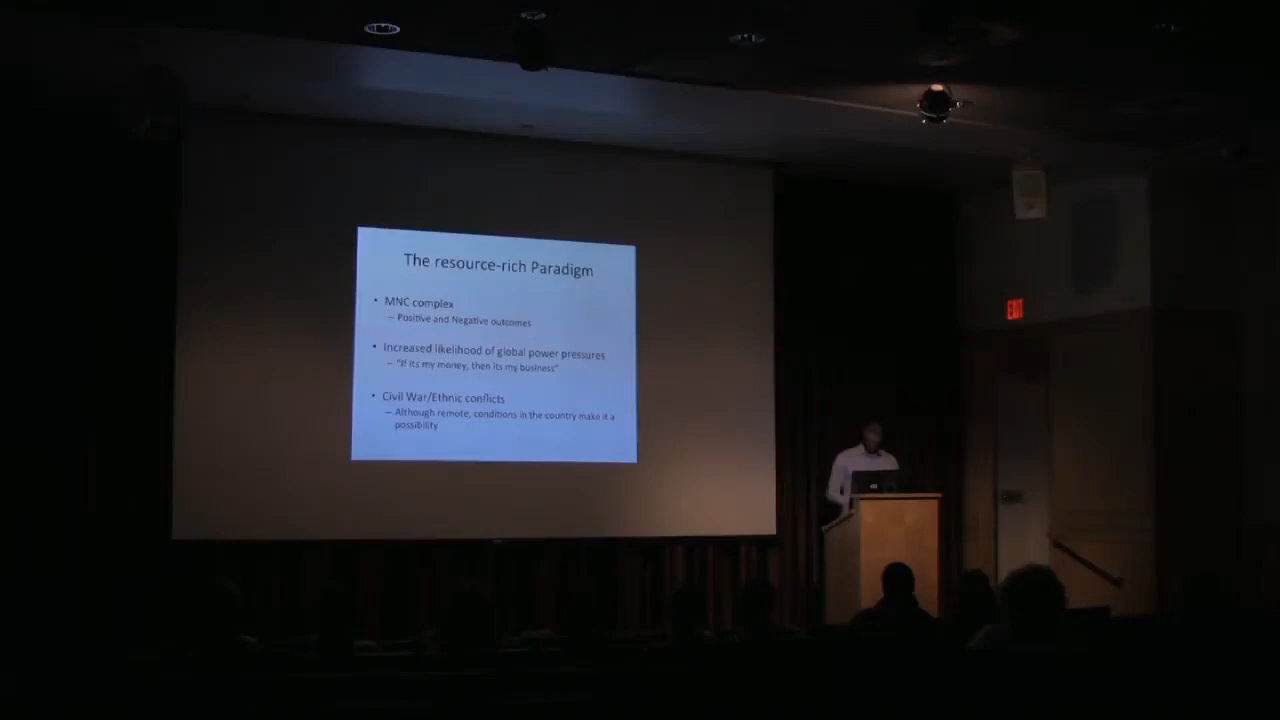 The resource-rich Paradigm
• MNC complex
– Positive and Negative outcomes
• Increased likelihood of global power pressures
– "If its my money, then its my business"
• Civil War/Ethnic conflicts
– Although remote, conditions in the country make it a
possibility
EXIT